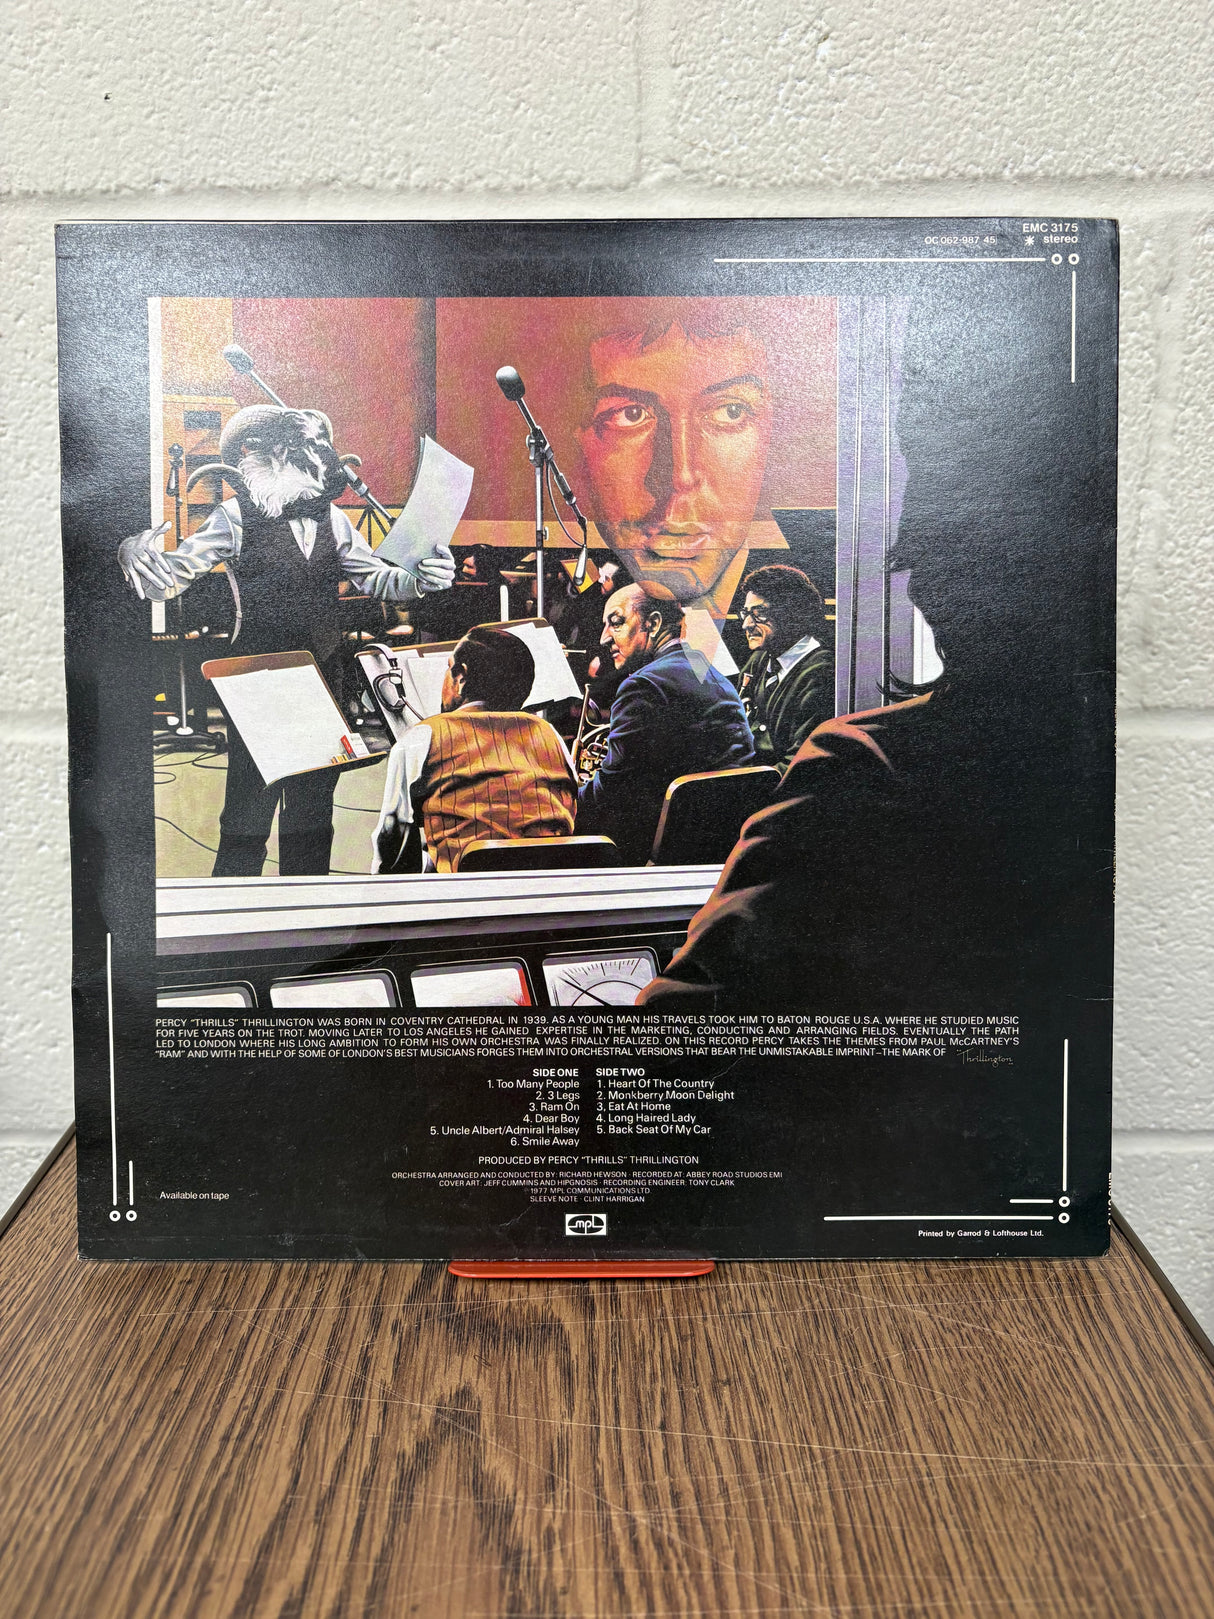 EMC 3175
OC 062-987 45
stereo
PERCY "THRILLS" THRILLINGTON WAS BORN IN COVENTRY CATHEDRAL IN 1939. AS A YOUNG MAN HIS TRAVELS TOOK HIM TO BATON ROUGE U.S.A. WHERE HE STUDIED MUSIC
FOR FIVE YEARS ON THE TROT. MOVING LATER TO LOS ANGELES HE GAINED EXPERTISE IN THE MARKETING, CONDUCTING AND ARRANGING FIELDS. EVENTUALLY THE PATH
LED TO LONDON WHERE HIS LONG AMBITION TO FORM HIS OWN ORCHESTRA WAS FINALLY REALIZED. ON THIS RECORD PERCY TAKES THE THEMES FROM PAUL McCARTNEY'S
"RAM" AND WITH THE HELP OF SOME OF LONDON'S BEST MUSICIANS FORGES THEM INTO ORCHESTRAL VERSIONS THAT BEAR THE UNMISTAKABLE IMPRINT—THE MARK OF Thrillington
SIDE ONE
1. Too Many People
2. 3 Legs
3. Ram On
4. Dear Boy
5. Uncle Albert/Admiral Halsey
6. Smile Away
SIDE TWO
1. Heart Of The Country
2. Monkberry Moon Delight
3, Eat At Home
4. Long Haired Lady
5. Back Seat Of My Car
PRODUCED BY PERCY "THRILLS" THRILLINGTON
ORCHESTRA ARRANGED AND CONDUCTED BY: RICHARD HEWSON · RECORDED AT: ABBEY ROAD STUDIOS EMI
COVER ART: JEFF CUMMINS AND HIPGNOSIS · RECORDING ENGINEER: TONY CLARK
℗ 1977 MPL COMMUNICATIONS LTD.
SLEEVE NOTE · CLINT HARRIGAN
Available on tape
mpl
Printed by Garrod & Lofthouse Ltd.